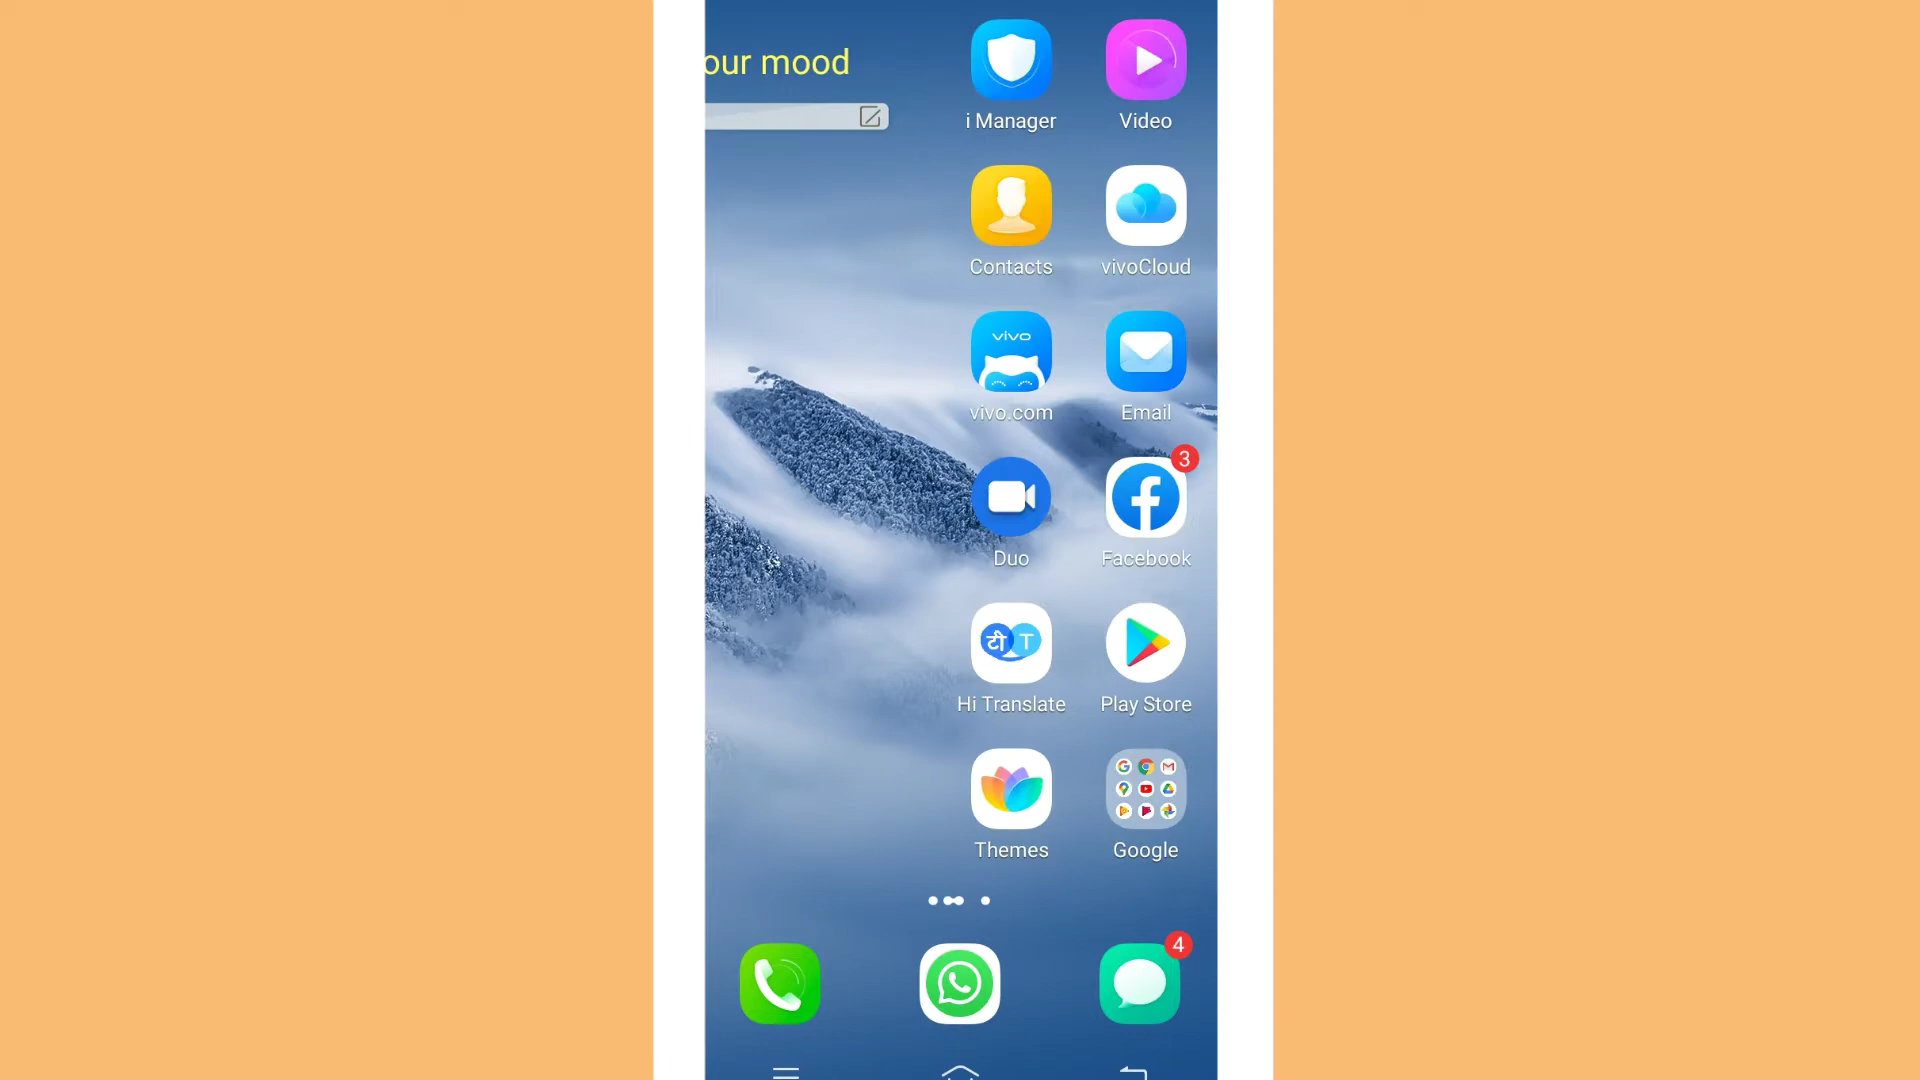 our mood
i Manager
Video
Contacts
vivoCloud
vivo
vivo.com
Email
3
Duo
Facebook
टी T
Hi Translate
Play Store
Themes
Google
4